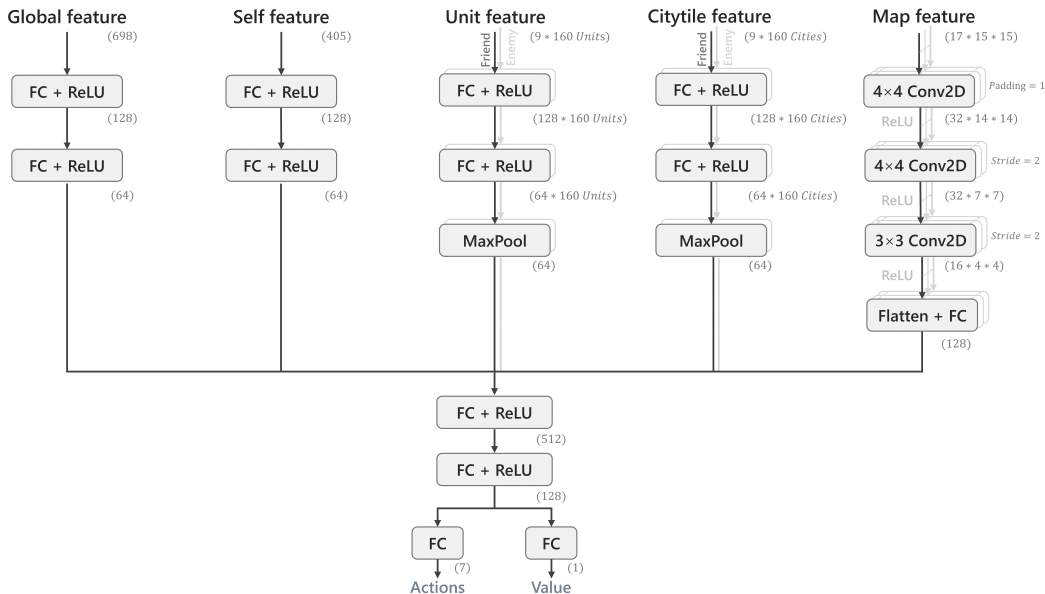 Global feature
(698)
FC + ReLU
(128)
FC + ReLU
(64)
Self feature
(405)
FC + ReLU
(128)
FC + ReLU
(64)
Unit feature
Friend
Enemy
(9 * 160 Units)
FC + ReLU
(128 * 160 Units)
FC + ReLU
(64 * 160 Units)
MaxPool
(64)
Citytile feature
Friend
Enemy
(9 * 160 Cities)
FC + ReLU
(128 * 160 Cities)
FC + ReLU
(64 * 160 Cities)
MaxPool
(64)
Map feature
(17 * 15 * 15)
4×4 Conv2D
Padding = 1
ReLU
(32 * 14 * 14)
4×4 Conv2D
Stride = 2
ReLU
(32 * 7 * 7)
3×3 Conv2D
Stride = 2
(16 * 4 * 4)
ReLU
Flatten + FC
(128)
FC + ReLU
(512)
FC + ReLU
(128)
FC
(7)
Actions
FC
(1)
Value